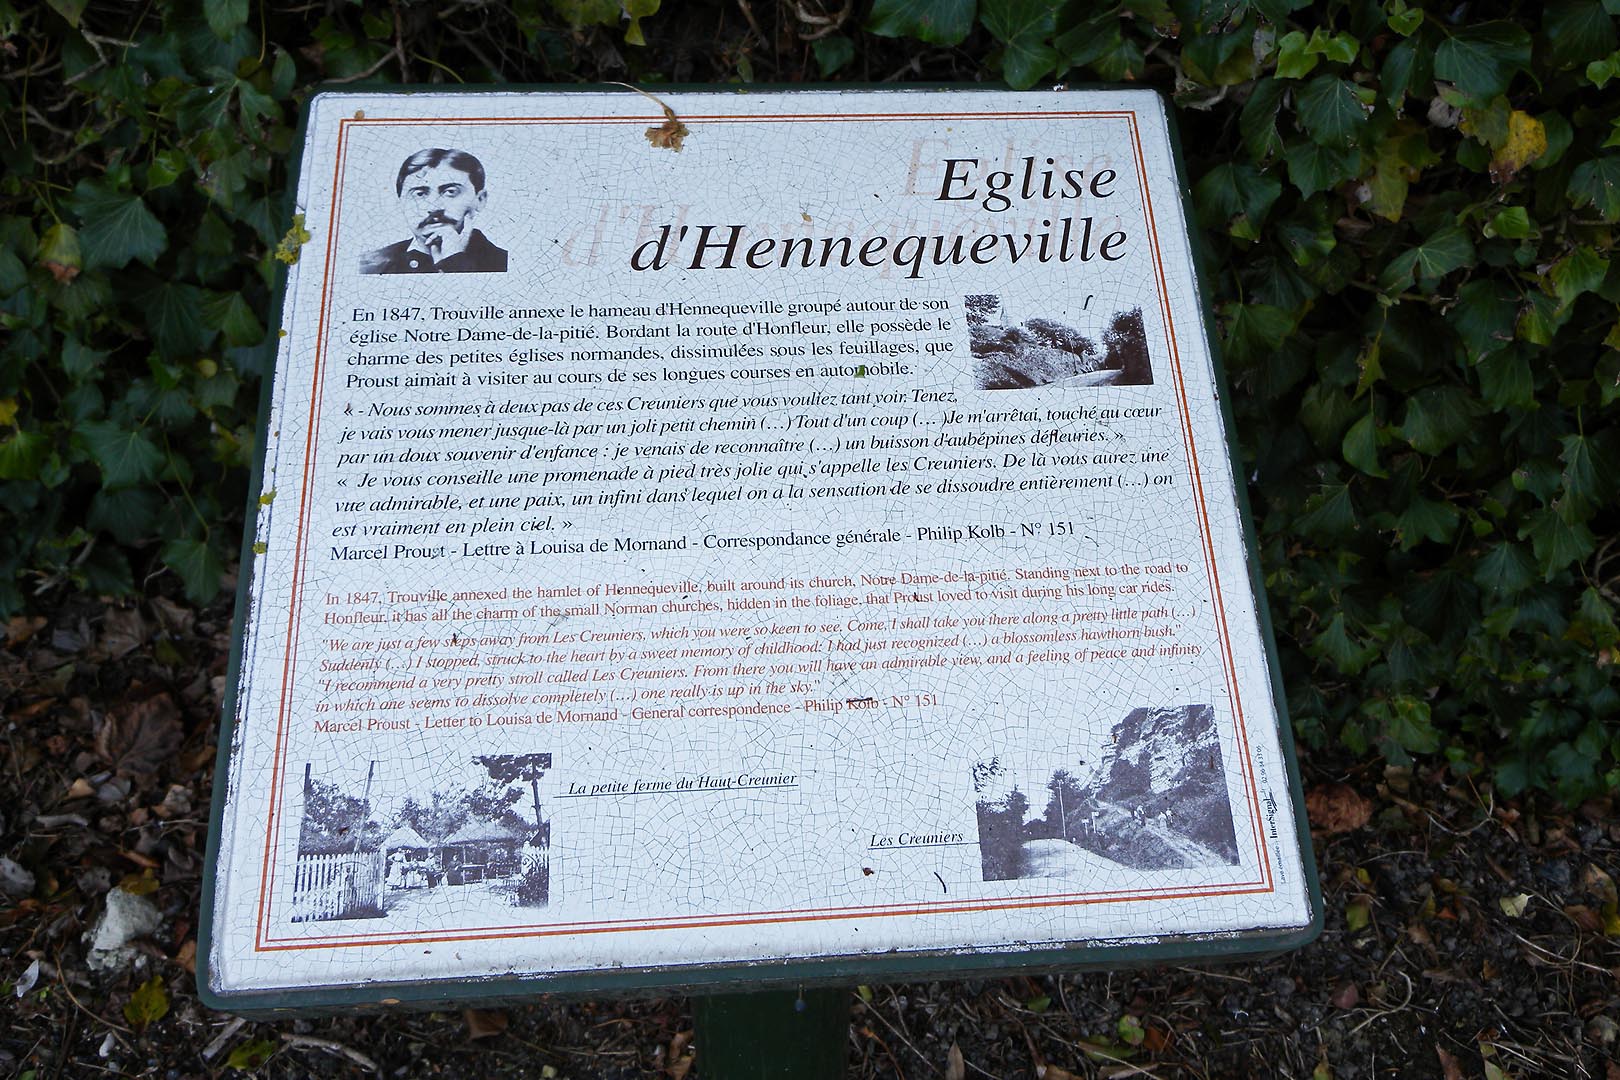 Eglise
d'Hennequeville
En 1847, Trouville annexe le hameau d'Hennequeville groupé autour de son
église Notre Dame-de-la-pitié. Bordant la route d'Honfleur, elle possède le
charme des petites églises normandes, dissimulées sous les feuillages, que
Proust aimait à visiter au cours de ses longues courses en automobile.
« - Nous sommes à deux pas de ces Creuniers que vous vouliez tant voir. Tenez,
je vais vous mener jusque-là par un joli petit chemin (…) Tout d'un coup (… )Je m'arrêtai, touché au cœur
par un doux souvenir d'enfance : je venais de reconnaître (…) un buisson d'aubépines défleuries. »
« Je vous conseille une promenade à pied très jolie qui s'appelle les Creuniers. De là vous aurez une
vue admirable, et une paix, un infini dans lequel on a la sensation de se dissoudre entièrement (…) on
est vraiment en plein ciel. »
Marcel Proust - Lettre à Louisa de Mornand - Correspondance générale - Philip Kolb - N° 151
In 1847, Trouville annexed the hamlet of Hennequeville, built around its church, Notre Dame-de-la-pitié. Standing next to the road to
Honfleur, it has all the charm of the small Norman churches, hidden in the foliage, that Proust loved to visit during his long car rides.
"We are just a few steps away from Les Creuniers, which you were so keen to see. Come, I shall take you there along a pretty little path (…)
Suddenly (…) I stopped, struck to the heart by a sweet memory of childhood: I had just recognized (…) a blossomless hawthorn bush."
"I recommend a very pretty stroll called Les Creuniers. From there you will have an admirable view, and a feeling of peace and infinity
in which one seems to dissolve completely (…) one really is up in the sky."
Marcel Proust - Letter to Louisa de Mornand - General correspondence - Philip Kolb - N° 151
La petite ferme du Haut-Creunier
Les Creuniers